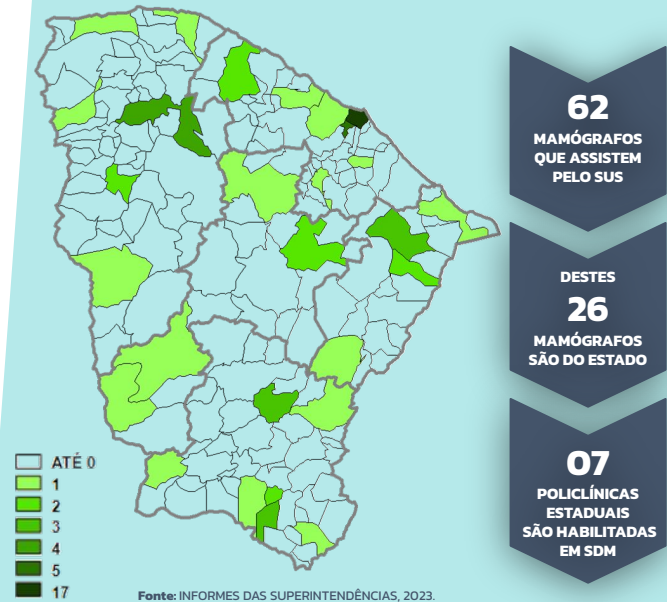 62
MAMÓGRAFOS
QUE ASSISTEM
PELO SUS
DESTES
26
MAMÓGRAFOS
SÃO DO ESTADO
07
POLICLÍNICAS
ESTADUAIS
SÃO HABILITADAS
EM SDM
ATÉ 0
1
2
3
4
5
17
Fonte: INFORMES DAS SUPERINTENDÊNCIAS, 2023.